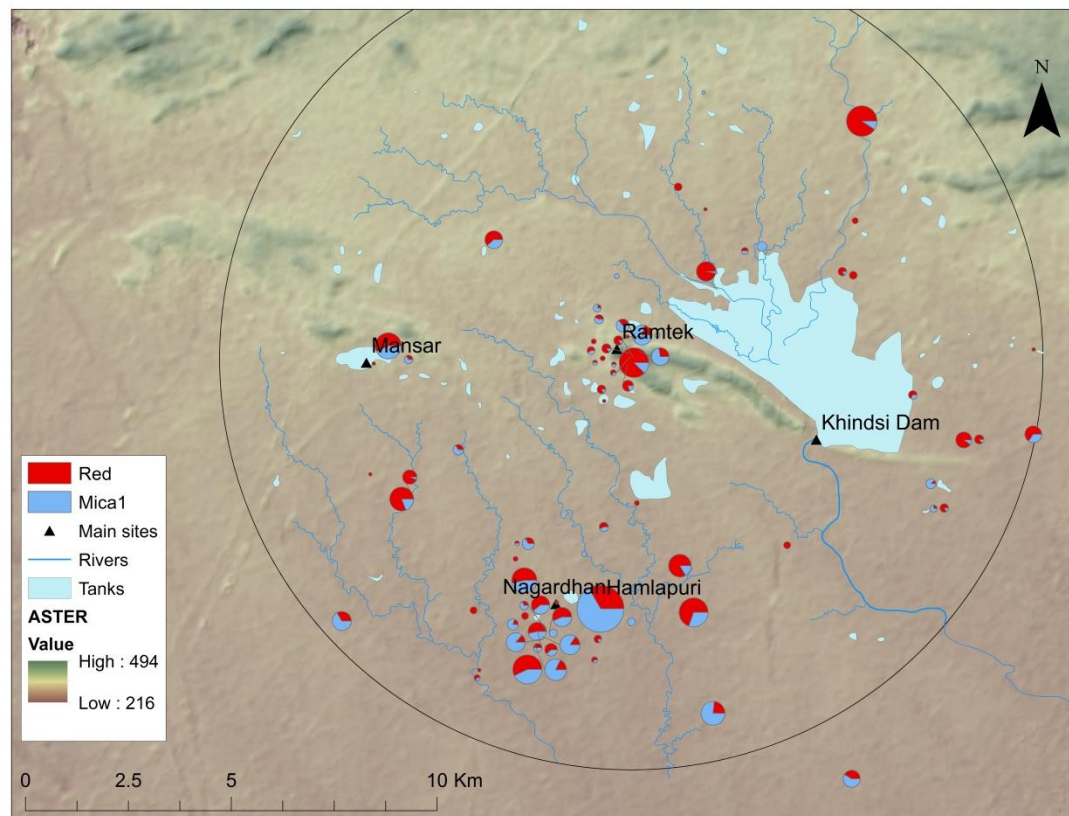 N
Ramtek
Mansar
Khindsi Dam
NagardhanHamlapuri
Red
Mica1
Main sites
Rivers
Tanks
ASTER
Value
High : 494
Low : 216
0 2.5 5 10 Km